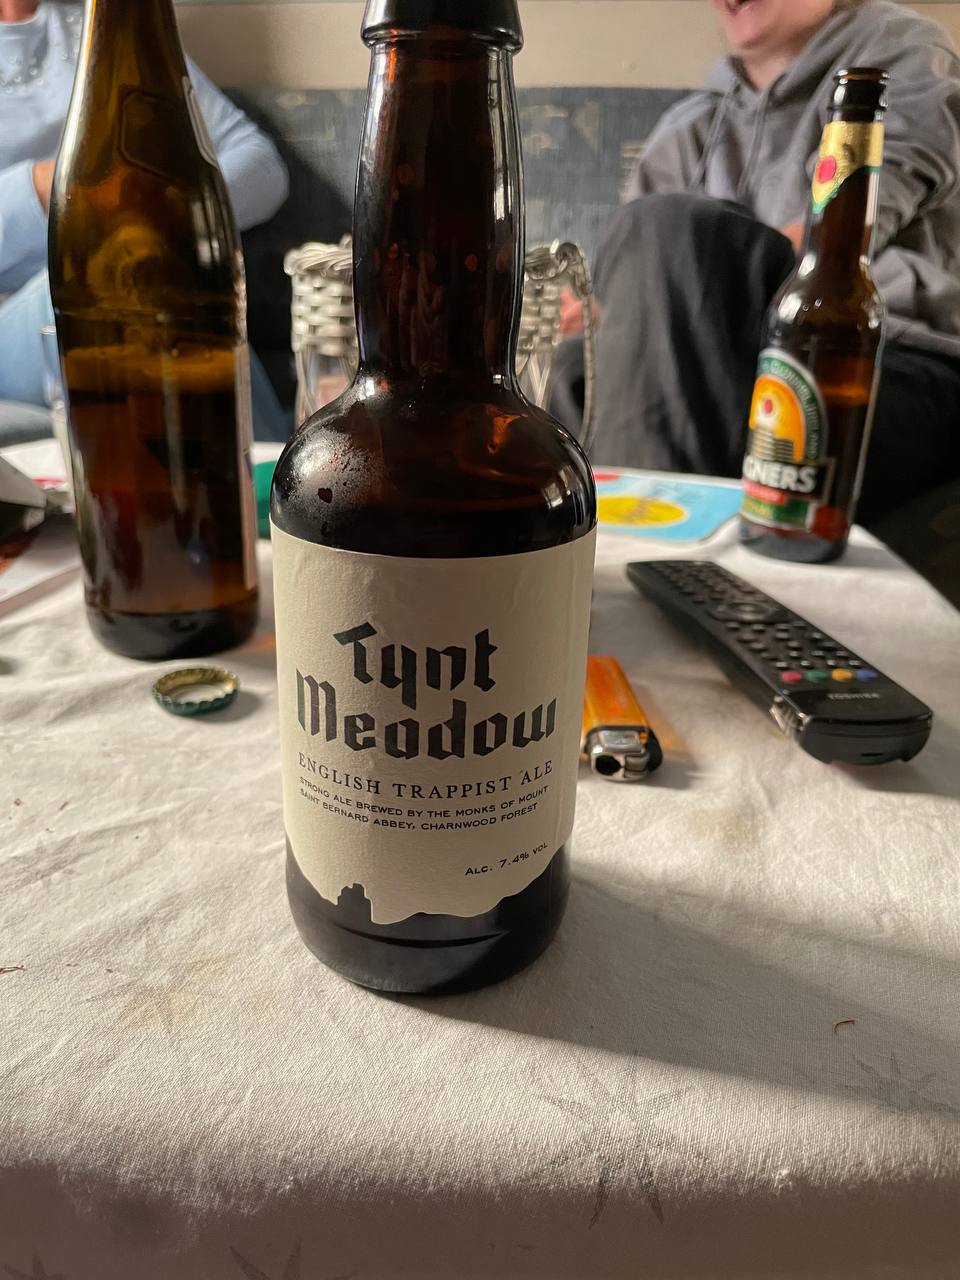 Tynt
Meadow
ENGLISH TRAPPIST ALE
STRONG ALE BREWED BY THE MONKS OF MOUNT
SAINT BERNARD ABBEY, CHARNWOOD FOREST
ALC. 7.4% VOL
GNERS
TOSHIBA